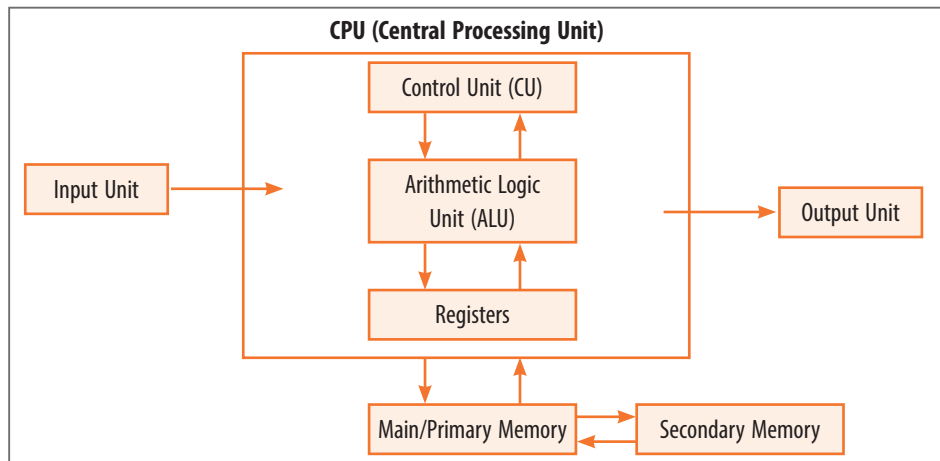 CPU (Central Processing Unit)
Control Unit (CU)
Input Unit
Arithmetic Logic
Unit (ALU)
Output Unit
Registers
Main/Primary Memory
Secondary Memory